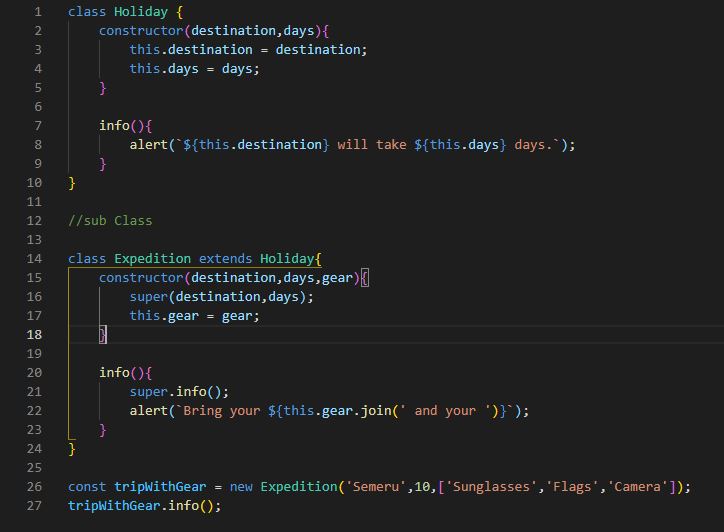 1 class Holiday {
2     constructor(destination,days){
3         this.destination = destination;
4         this.days = days;
5     }
6
7     info(){
8         alert(`${this.destination} will take ${this.days} days.`);
9     }
10 }
11
12 //sub Class
13
14 class Expedition extends Holiday{
15     constructor(destination,days,gear){
16         super(destination,days);
17         this.gear = gear;
18     }
19
20     info(){
21         super.info();
22         alert(`Bring your ${this.gear.join(' and your ')}`);
23     }
24 }
25
26 const tripWithGear = new Expedition('Semeru',10,['Sunglasses','Flags','Camera']);
27 tripWithGear.info();